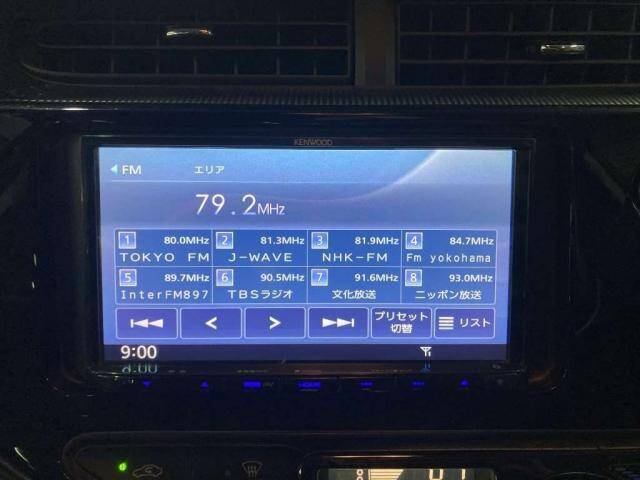 KENWOOD
FM エリア
79.2MHz
1 80.0MHz 2 81.3MHz 3 81.9MHz 4 84.7MHz
TOKYO FM J-WAVE NHK-FM Fm yokohama
5 89.7MHz 6 90.5MHz 7 91.6MHz 8 93.0MHz
InterFM897 TBSラジオ 文化放送 ニッポン放送
プリセット
切替 リスト
9:00
HOME